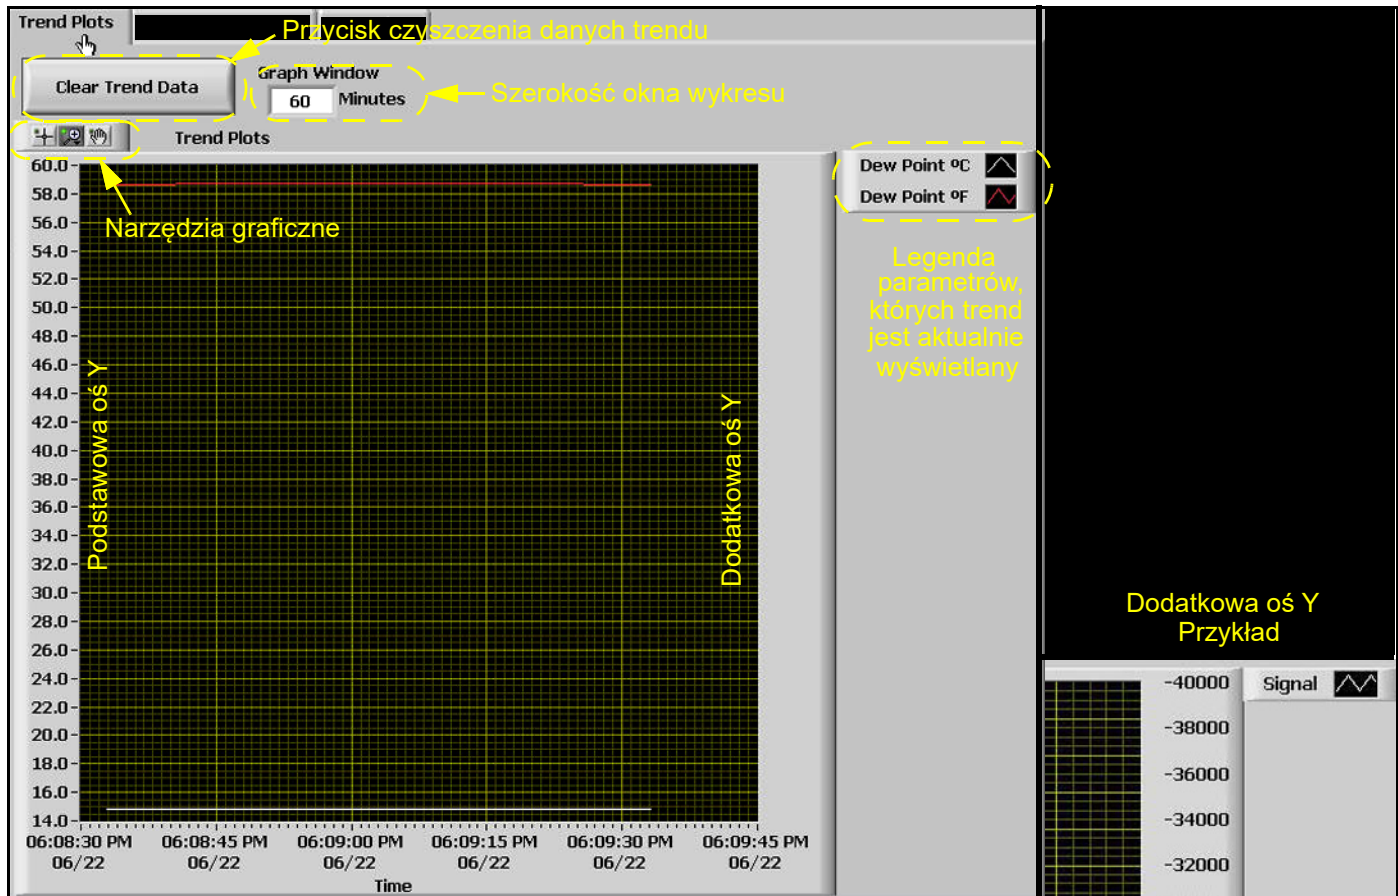 Trend Plots
Przycisk czyszczenia danych trendu
Clear Trend Data
Graph Window
60 Minutes
Szerokość okna wykresu
Trend Plots
Narzędzia graficzne
Dew Point ºC
Dew Point ºF
Legenda
parametrów,
których trend
jest aktualnie
wyświetlany
60.0
58.0
56.0
54.0
52.0
50.0
48.0
46.0
44.0
42.0
40.0
38.0
36.0
34.0
32.0
30.0
28.0
26.0
24.0
22.0
20.0
18.0
16.0
14.0
Podstawowa oś Y
Dodatkowa oś Y
06:08:30 PM 06:08:45 PM 06:09:00 PM 06:09:15 PM 06:09:30 PM 06:09:45 PM
06/22 06/22 06/22 06/22 06/22 06/22
Time
Dodatkowa oś Y
Przykład
-40000
-38000
-36000
-34000
-32000
Signal